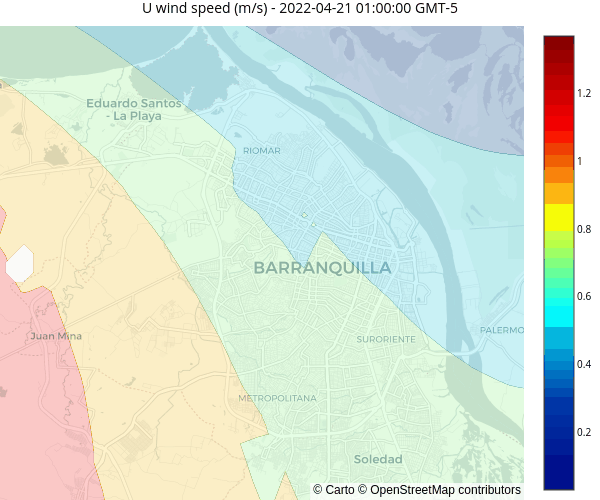 U wind speed (m/s) - 2022-04-21 01:00:00 GMT-5
1.2
1
0.8
0.6
0.4
0.2
Eduardo Santos
- La Playa
RIOMAR
BARRANQUILLA
PALERMO
Juan Mina
SURORIENTE
METROPOLITANA
Soledad
© Carto © OpenStreetMap contributors